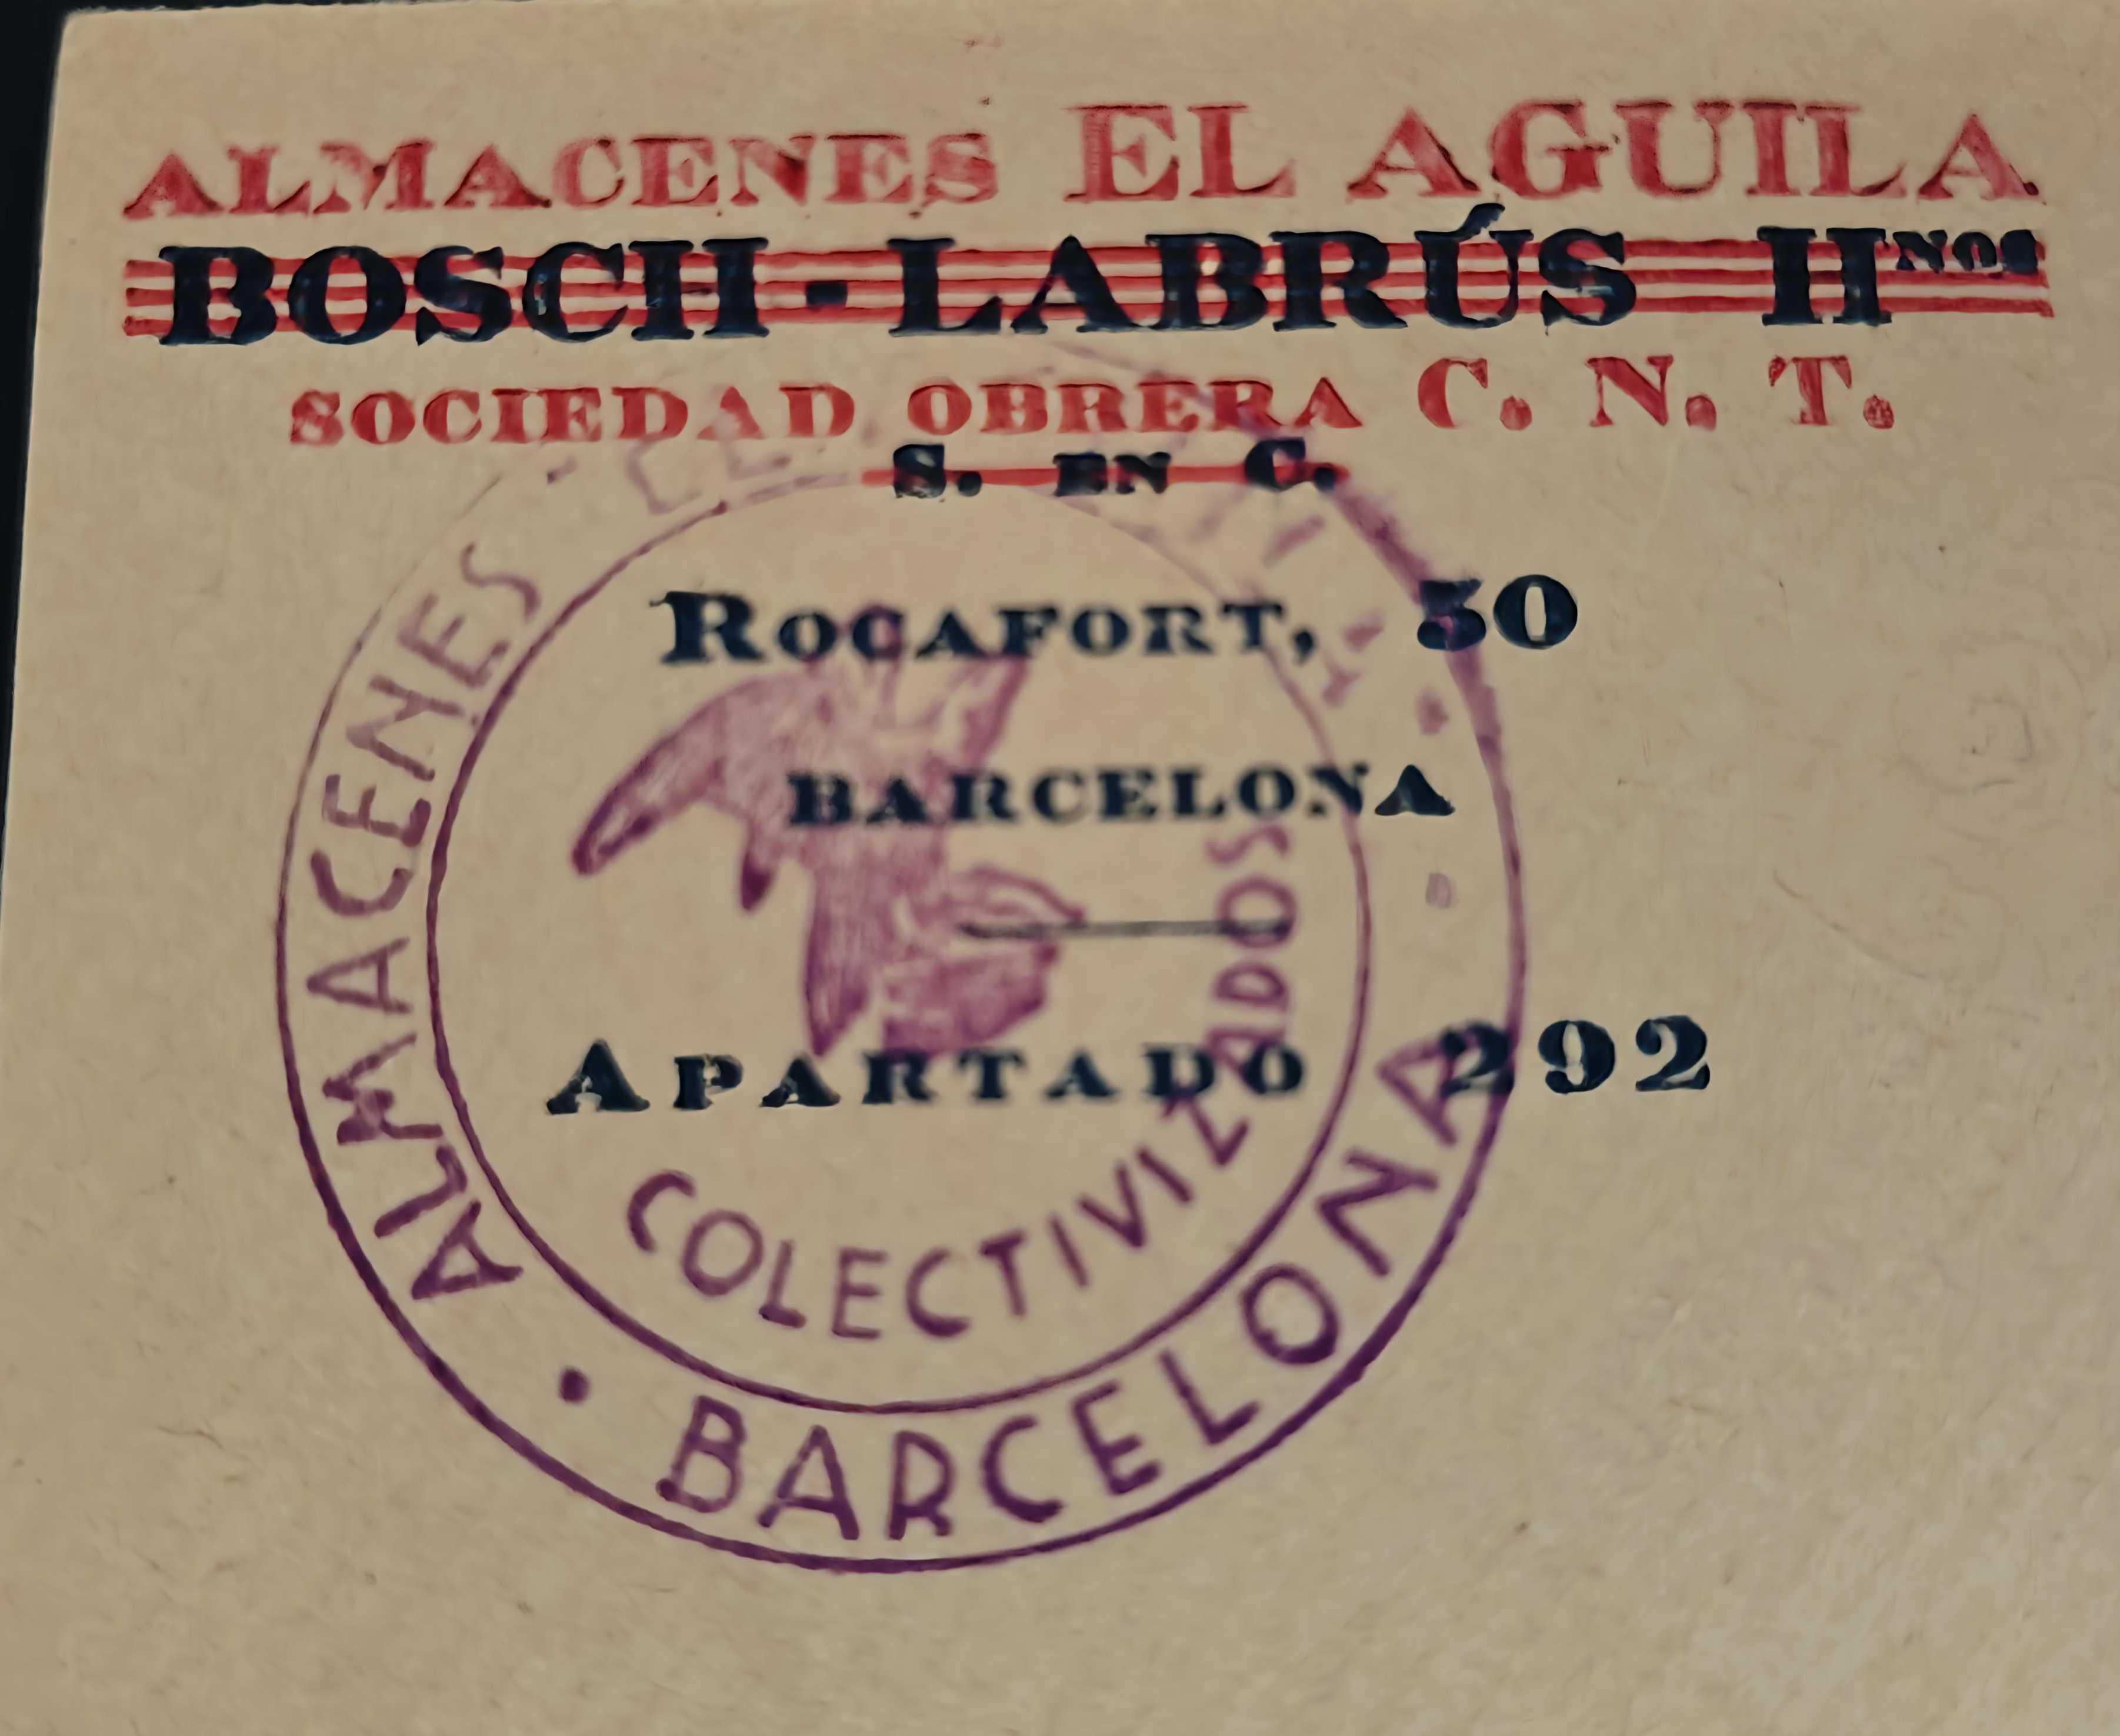 ALMACENES EL AGUILA
BOSCH-LABRÚS Hnos
SOCIEDAD OBRERA C. N. T.
S. EN C.
ROCAFORT, 50
BARCELONA
APARTADO 292
ALMACENES
COLECTIVIZADOS
• BARCELONA